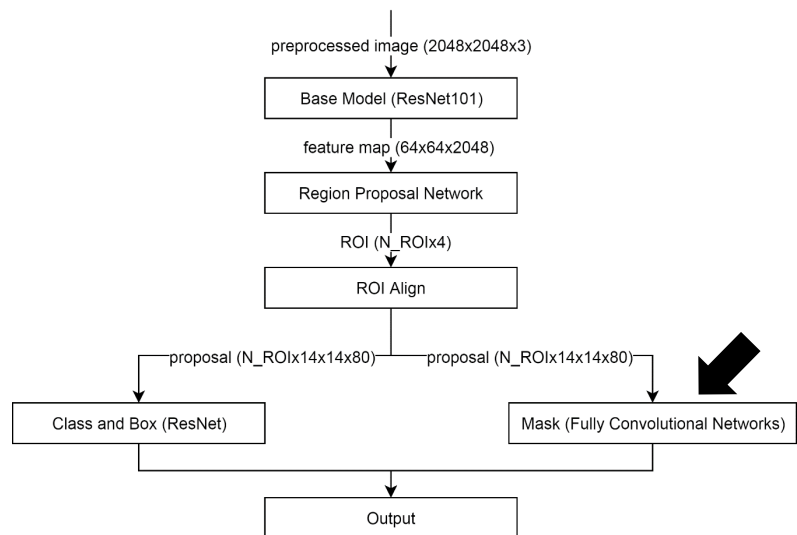 preprocessed image (2048x2048x3)
Base Model (ResNet101)
feature map (64x64x2048)
Region Proposal Network
ROI (N_ROIx4)
ROI Align
proposal (N_ROIx14x14x80)
proposal (N_ROIx14x14x80)
Class and Box (ResNet)
Mask (Fully Convolutional Networks)
Output